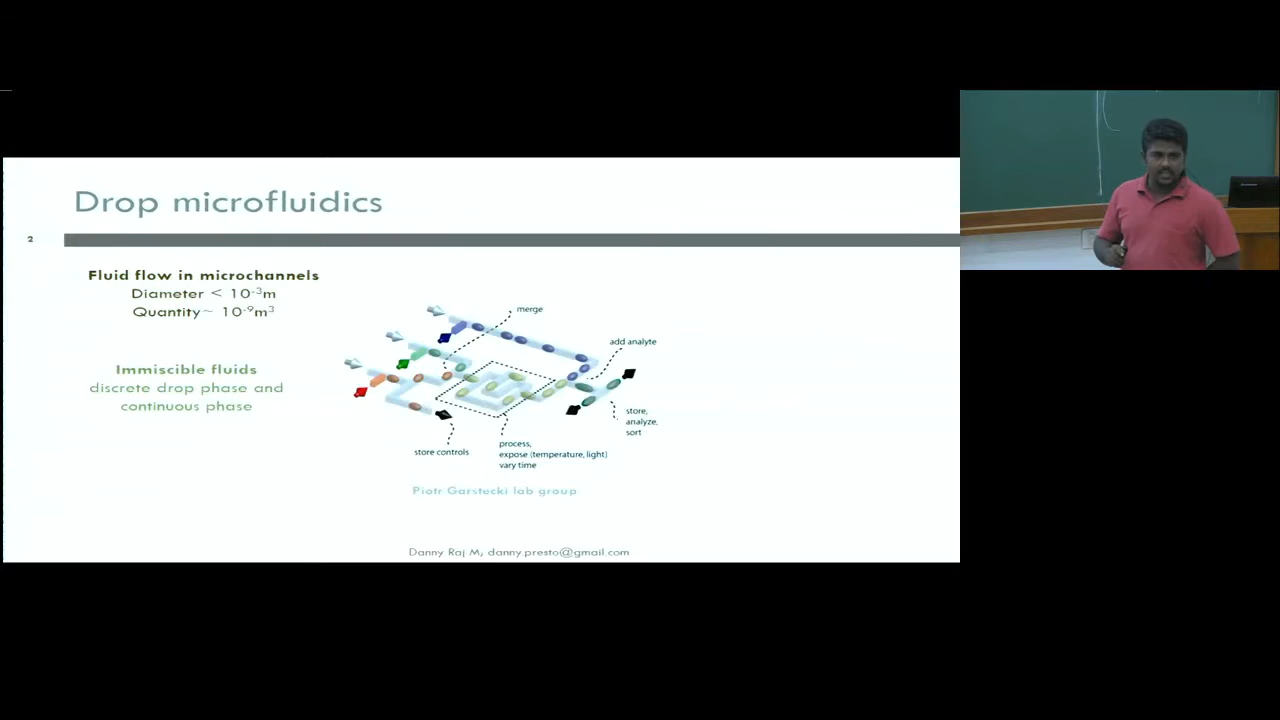 Drop microfluidics
2
Fluid flow in microchannels
Diameter < 10⁻³m
Quantity ~ 10⁻⁹m³
Immiscible fluids
discrete drop phase and
continuous phase
merge
add analyte
store,
analyze,
sort
store controls
process,
expose (temperature, light)
vary time
Piotr Garstecki lab group
Danny Raj M, danny.presto@gmail.com